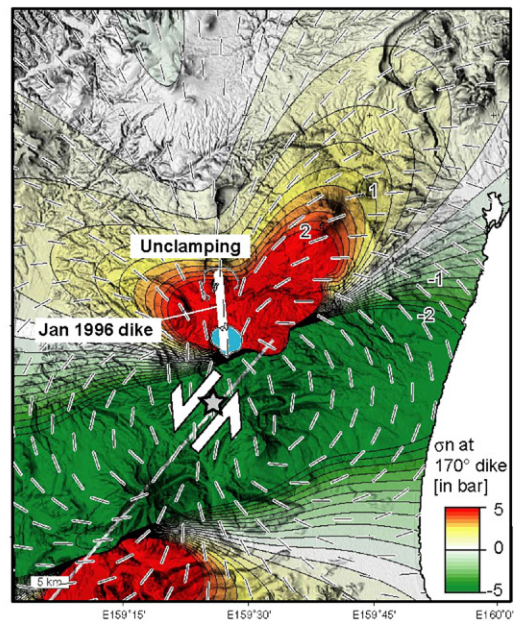 1
2
Unclamping
-1
Jan 1996 dike
-2
σn at
170° dike
[in bar]
5
0
-5
5 km
E159°15'
E159°30'
E159°45'
E160°0'